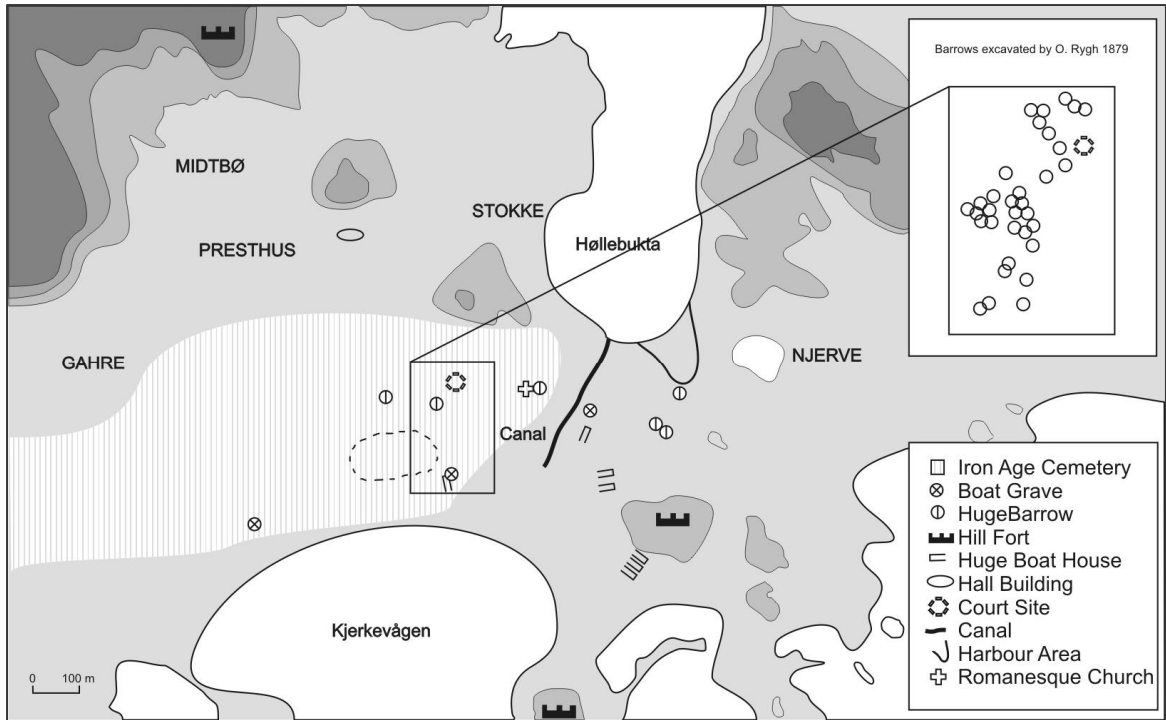 Barrows excavated by O. Rygh 1879
MIDTBØ
STOKKE
PRESTHUS
Høllebukta
GAHRE
NJERVE
Canal
Kjerkevågen
0 100 m
Iron Age Cemetery
Boat Grave
HugeBarrow
Hill Fort
Huge Boat House
Hall Building
Court Site
Canal
Harbour Area
Romanesque Church